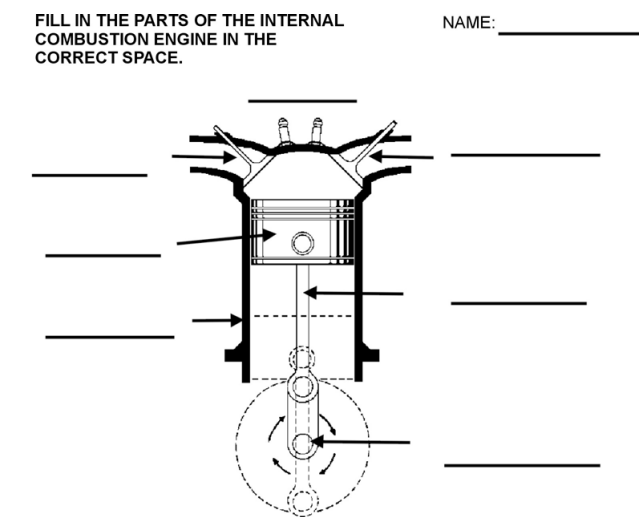 FILL IN THE PARTS OF THE INTERNAL
COMBUSTION ENGINE IN THE
CORRECT SPACE.
NAME: